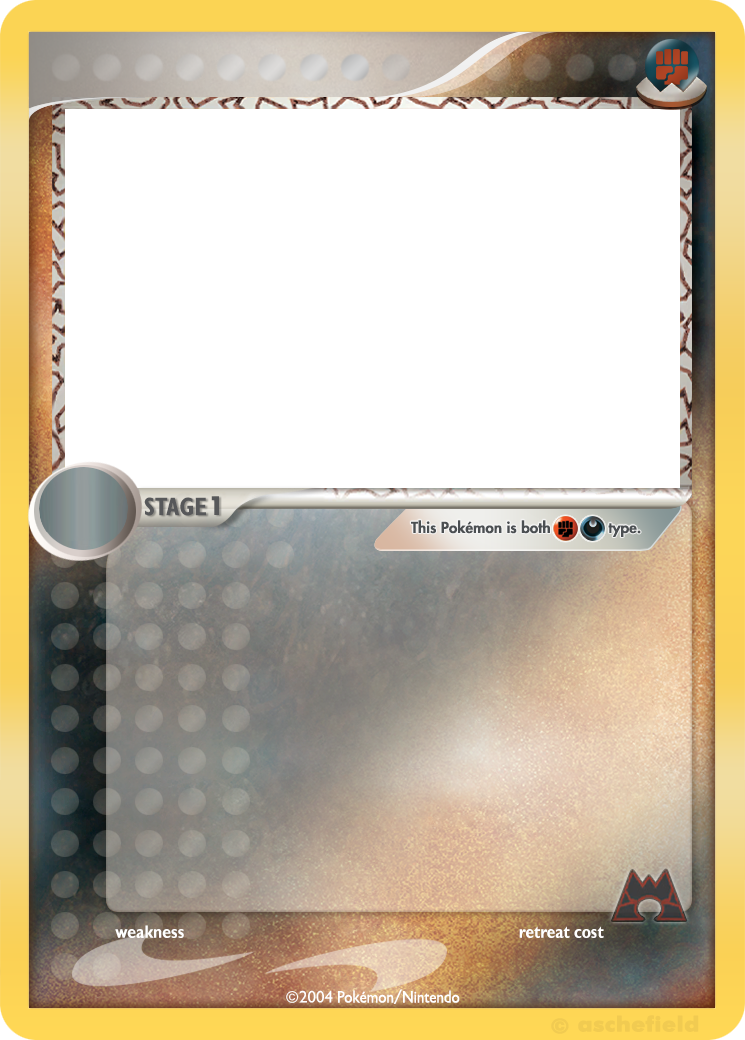 STAGE 1
This Pokémon is both type.
weakness
retreat cost
©2004 Pokémon/Nintendo
© aschefield